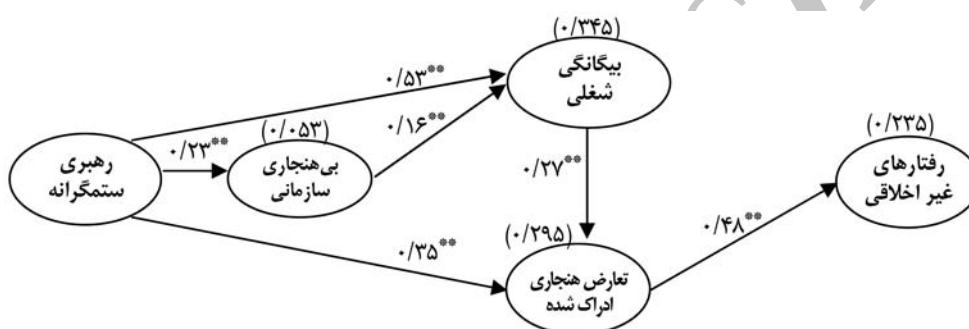 (۰/۳۴۵)
بیگانگی
شغلی
۰/۵۳**
۰/۱۶**
(۰/۰۵۳)
بی‌هنجاری
سازمانی
۰/۲۳**
رهبری
ستمگرانه
۰/۲۷**
(۰/۲۳۵)
رفتارهای
غیر اخلاقی
۰/۴۸**
(۰/۲۹۵)
تعارض هنجاری
ادراک شده
۰/۳۵**